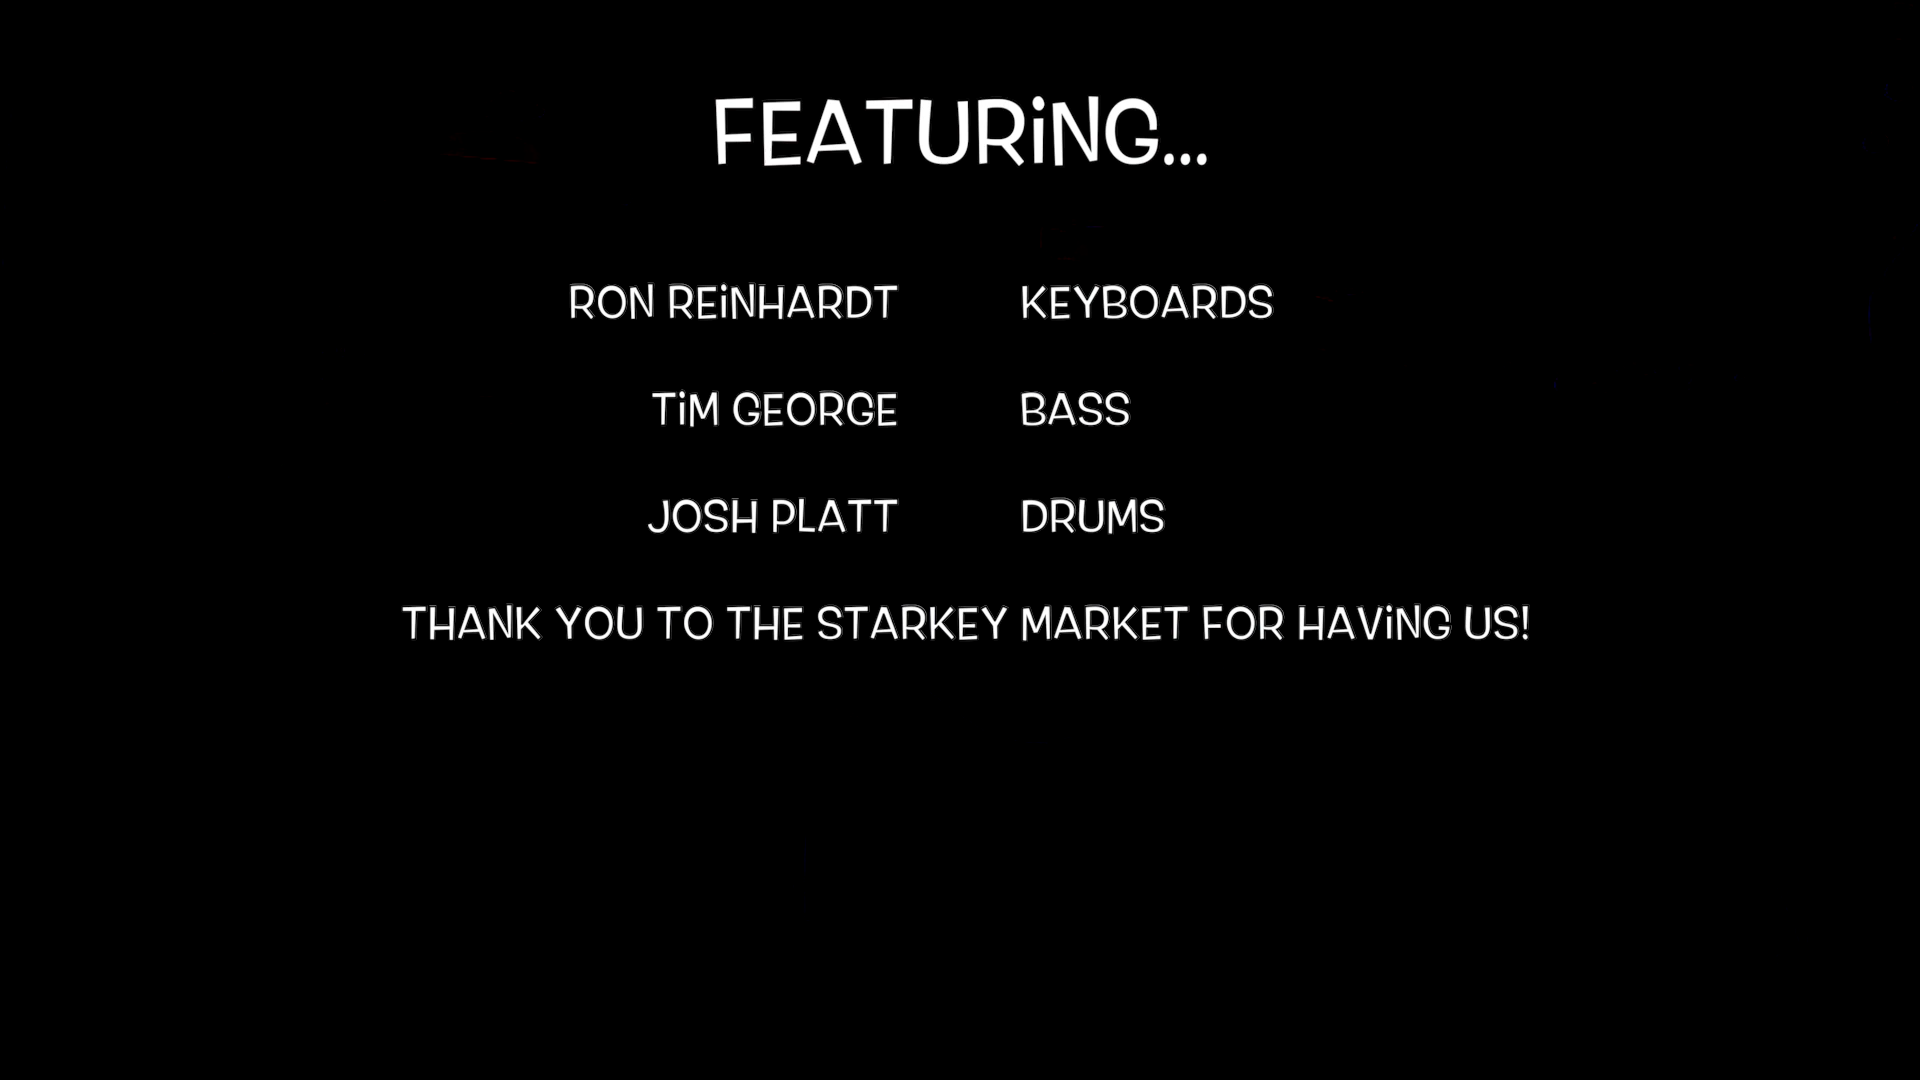 FEATURiNG...
RON REiNHARDT KEYBOARDS
TiM GEORGE BASS
JOSH PLATT DRUMS
THANK YOU TO THE STARKEY MARKET FOR HAViNG US!